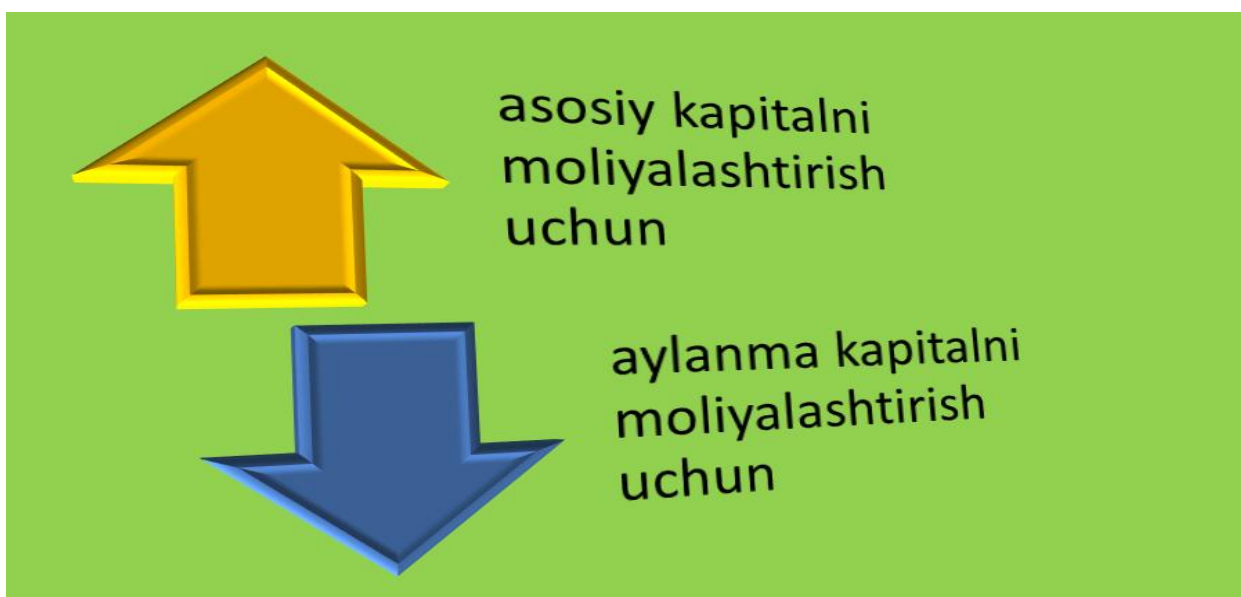 asosiy kapitalni
moliyalashtirish
uchun
aylanma kapitalni
moliyalashtirish
uchun